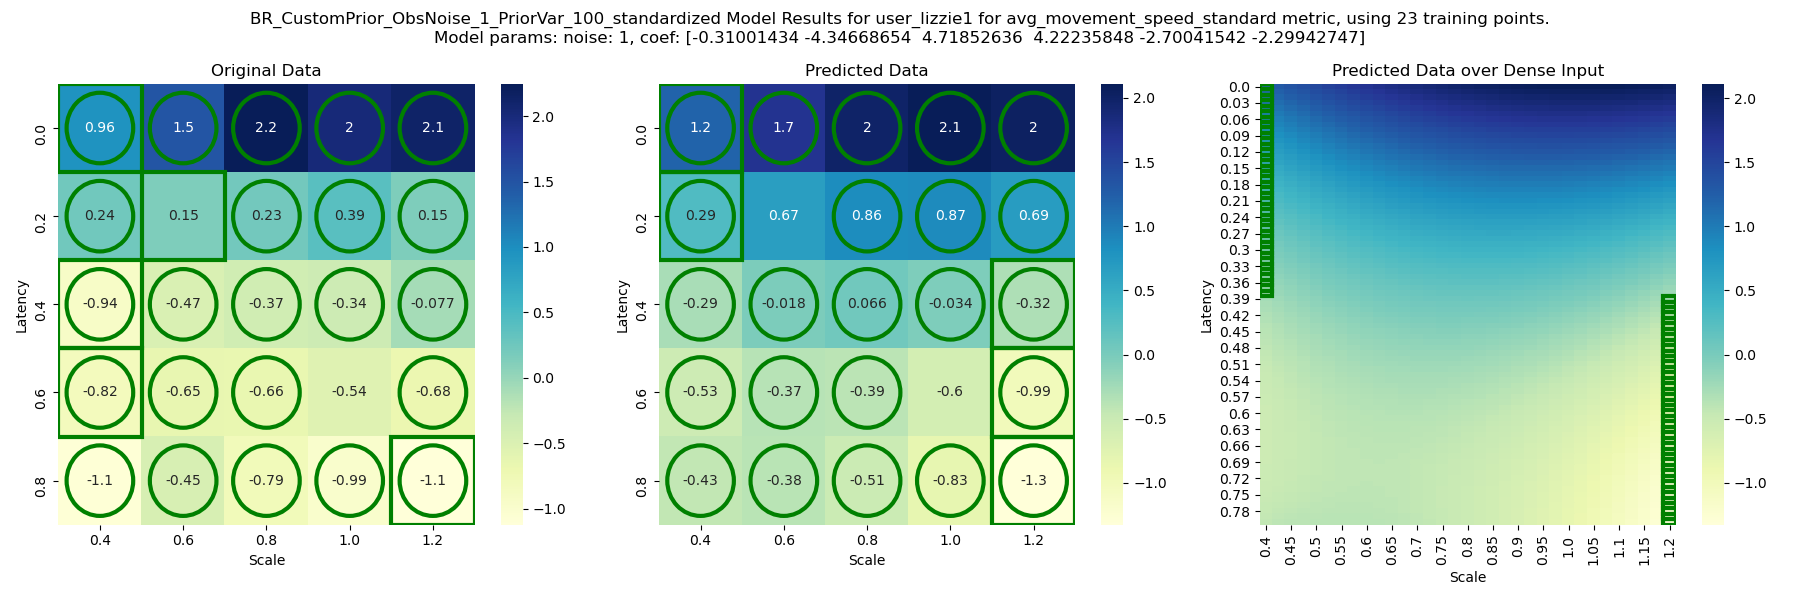 BR_CustomPrior_ObsNoise_1_PriorVar_100_standardized Model Results for user_lizzie1 for avg_movement_speed_standard metric, using 23 training points.
Model params: noise: 1, coef: [-0.31001434 -4.34668654  4.71852636  4.22235848 -2.70041542 -2.29942747]
Original Data
0.0 0.96 1.5 2.2 2 2.1
0.2 0.24 0.15 0.23 0.39 0.15
0.4 -0.94 -0.47 -0.37 -0.34 -0.077
0.6 -0.82 -0.65 -0.66 -0.54 -0.68
0.8 -1.1 -0.45 -0.79 -0.99 -1.1
0.4 0.6 0.8 1.0 1.2
Scale
Latency
2.0
1.5
1.0
0.5
0.0
−0.5
−1.0
Predicted Data
0.0 1.2 1.7 2 2.1 2
0.2 0.29 0.67 0.86 0.87 0.69
0.4 -0.29 -0.018 0.066 -0.034 -0.32
0.6 -0.53 -0.37 -0.39 -0.6 -0.99
0.8 -0.43 -0.38 -0.51 -0.83 -1.3
0.4 0.6 0.8 1.0 1.2
Scale
Latency
2.0
1.5
1.0
0.5
0.0
−0.5
−1.0
Predicted Data over Dense Input
0.0
0.03
0.06
0.09
0.12
0.15
0.18
0.21
0.24
0.27
0.3
0.33
0.36
0.39
0.42
0.45
0.48
0.51
0.54
0.57
0.6
0.63
0.66
0.69
0.72
0.75
0.78
0.4 0.45 0.5 0.55 0.6 0.65 0.7 0.75 0.8 0.85 0.9 0.95 1.0 1.05 1.1 1.15 1.2
Scale
Latency
2.0
1.5
1.0
0.5
0.0
−0.5
−1.0